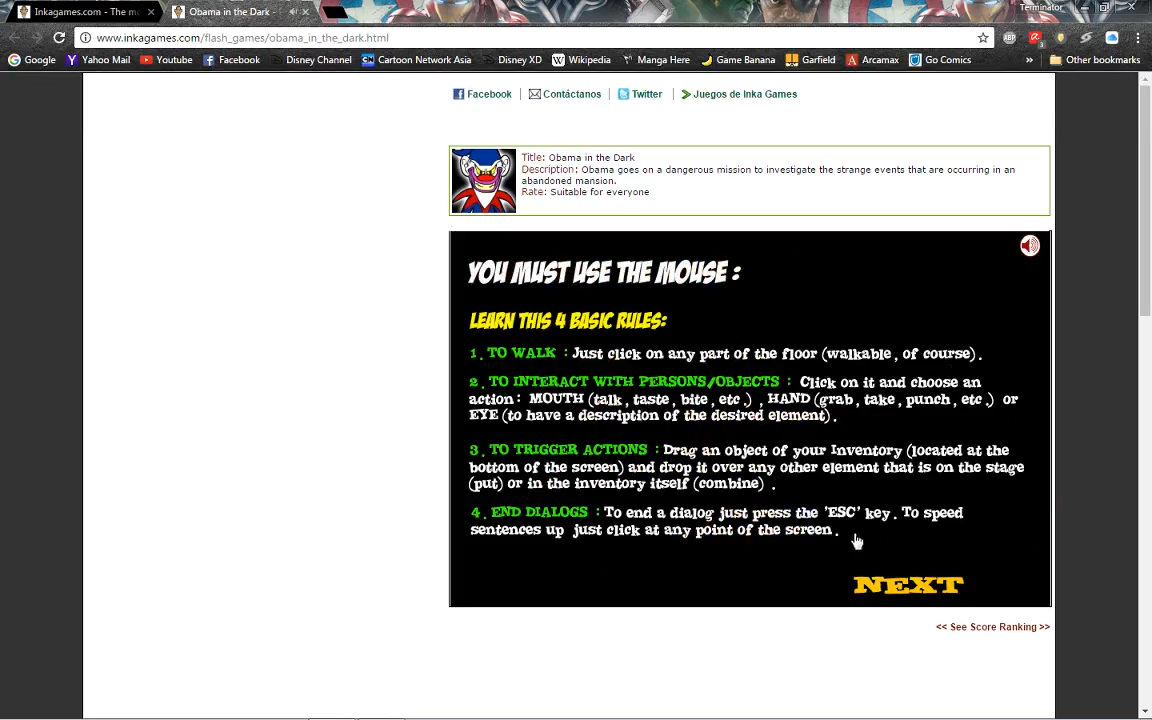 Inkagames.com - The m
Obama in the Dark -
Terminator
www.inkagames.com/flash_games/obama_in_the_dark.html
ABP
3
Google
Yahoo Mail
Youtube
Facebook
Disney Channel
CN
Cartoon Network Asia
Disney XD
W
Wikipedia
Manga Here
Game Banana
Garfield
A
Arcamax
Go Comics
»
Other bookmarks
Facebook
Contáctanos
Twitter
Juegos de Inka Games
Title: Obama in the Dark
Description: Obama goes on a dangerous mission to investigate the strange events that are occurring in an
abandoned mansion.
Rate: Suitable for everyone
YOU MUST USE THE MOUSE :
LEARN THIS 4 BASIC RULES:
1. TO WALK : Just click on any part of the floor (walkable, of course).
2. TO INTERACT WITH PERSONS/OBJECTS : Click on it and choose an
action: MOUTH (talk, taste, bite, etc.) , HAND (grab, take, punch, etc.) or
EYE (to have a description of the desired element).
3. TO TRIGGER ACTIONS : Drag an object of your Inventory (located at the
bottom of the screen) and drop it over any other element that is on the stage
(put) or in the inventory itself (combine) .
4. END DIALOGS : To end a dialog just press the 'ESC' key. To speed
sentences up just click at any point of the screen.
NEXT
<< See Score Ranking >>